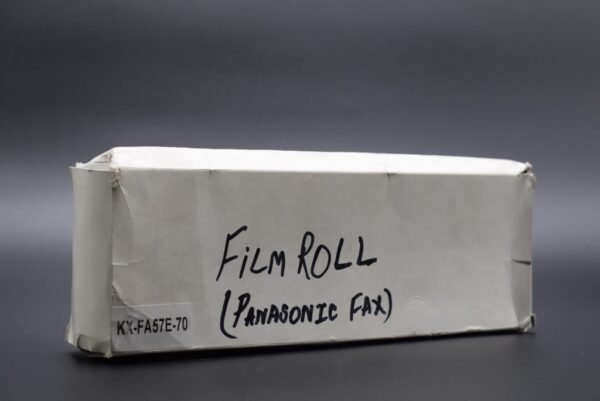 FILM ROLL
(PANASONIC FAX)
KX-FA57E-70